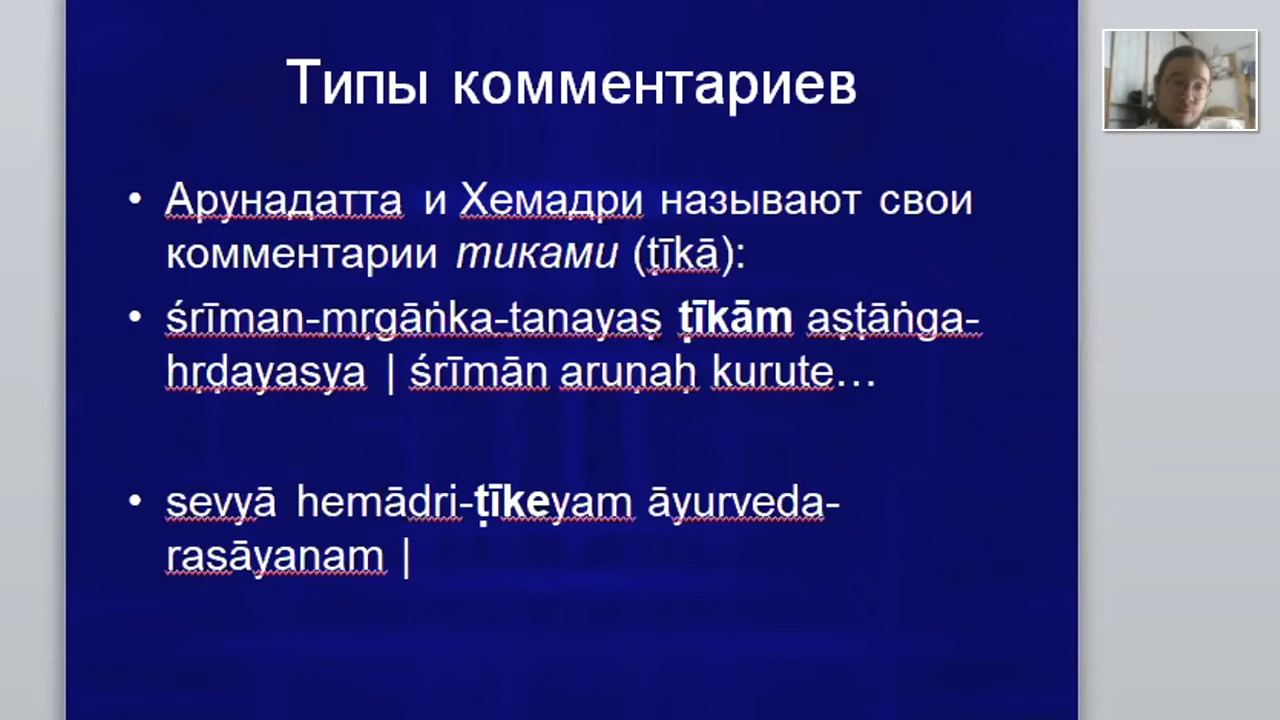 Типы комментариев
• Арунадатта и Хемадри называют свои
комментарии тиками (ṭīkā):
• śrīman-mṛgāṅka-tanayaṣ ṭīkām aṣṭāṅga-
hṛdayasya | śrīmān aruṇaḥ kurute…
• sevyā hemādri-ṭīkeyam āyurveda-
rasāyanam |